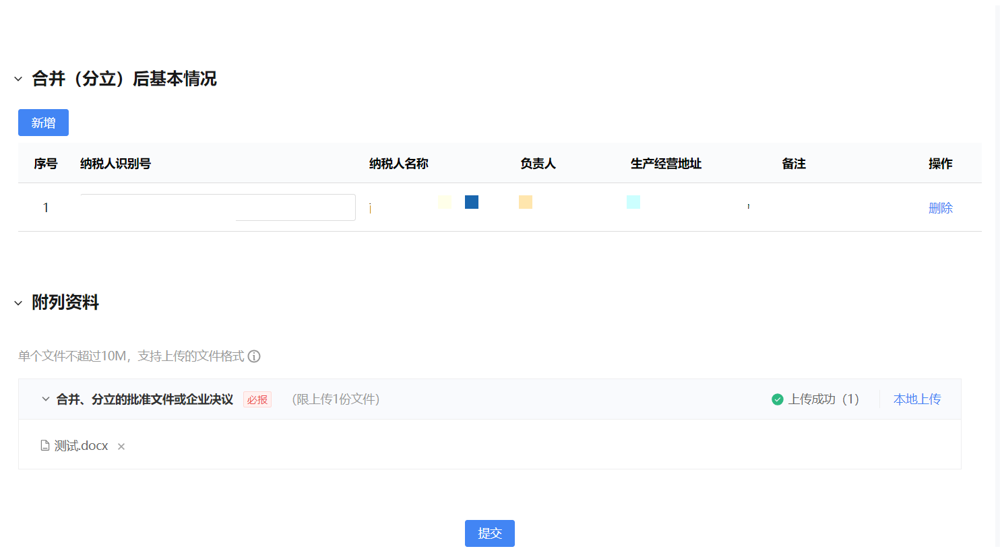 合并（分立）后基本情况
新增
序号 纳税人识别号 纳税人名称 负责人 生产经营地址 备注 操作
1 删除
附列资料
单个文件不超过10M，支持上传的文件格式
合并、分立的批准文件或企业决议 必报 （限上传1份文件） 上传成功（1） 本地上传
测试.docx
提交